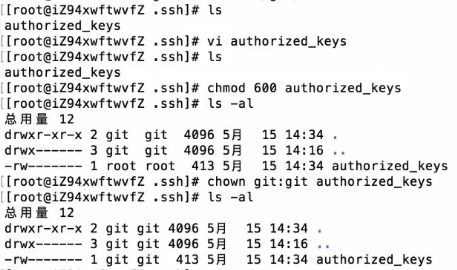 [[root@iZ94xwftwvfZ .ssh]# ls
authorized_keys
[[root@iZ94xwftwvfZ .ssh]# vi authorized_keys
[[root@iZ94xwftwvfZ .ssh]# ls
authorized_keys
[[root@iZ94xwftwvfZ .ssh]# chmod 600 authorized_keys
[[root@iZ94xwftwvfZ .ssh]# ls -al
总用量 12
drwxr-xr-x 2 git  git  4096 5月   15 14:34 .
drwx------ 3 git  git  4096 5月   15 14:16 ..
-rw------- 1 root root  413 5月   15 14:34 authorized_keys
[[root@iZ94xwftwvfZ .ssh]# chown git:git authorized_keys
[[root@iZ94xwftwvfZ .ssh]# ls -al
总用量 12
drwxr-xr-x 2 git git 4096 5月   15 14:34 .
drwx------ 3 git git 4096 5月   15 14:16 ..
-rw------- 1 git git  413 5月   15 14:34 authorized_keys